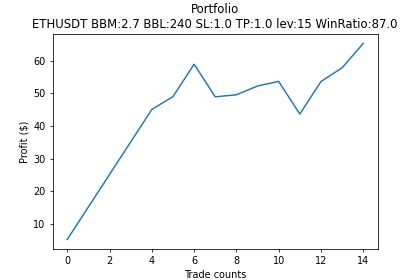 Portfolio
ETHUSDT BBM:2.7 BBL:240 SL:1.0 TP:1.0 lev:15 WinRatio:87.0
60
50
40
30
20
10
Profit ($)
0 2 4 6 8 10 12 14
Trade counts